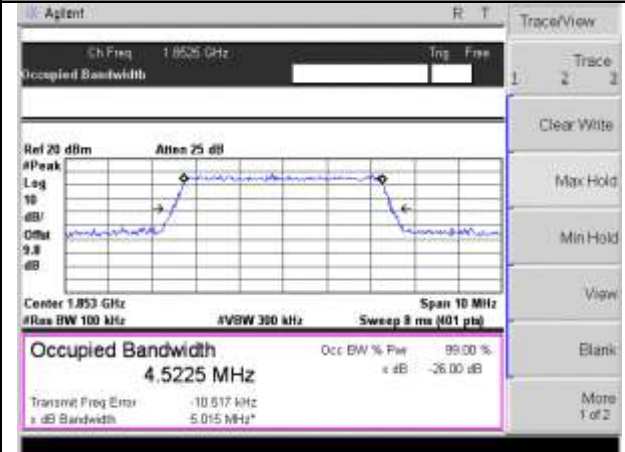 Agilent R T
Trace/View
Ch Freq 1.8525 GHz Trig Free
Occupied Bandwidth
Trace
1 2 3
Clear Write
Ref 20 dBm Atten 25 dB
#Peak
Log
10
dB/
Offst
9.8
dB
Max Hold
Min Hold
View
Center 1.853 GHz Span 10 MHz
#Res BW 100 kHz #VBW 300 kHz Sweep 8 ms (401 pts)
Occupied Bandwidth Occ BW % Pwr 99.00 %
4.5225 MHz x dB -26.00 dB
Blank
Transmit Freq Error -10.617 kHz
x dB Bandwidth 5.015 MHz*
More
1 of 2